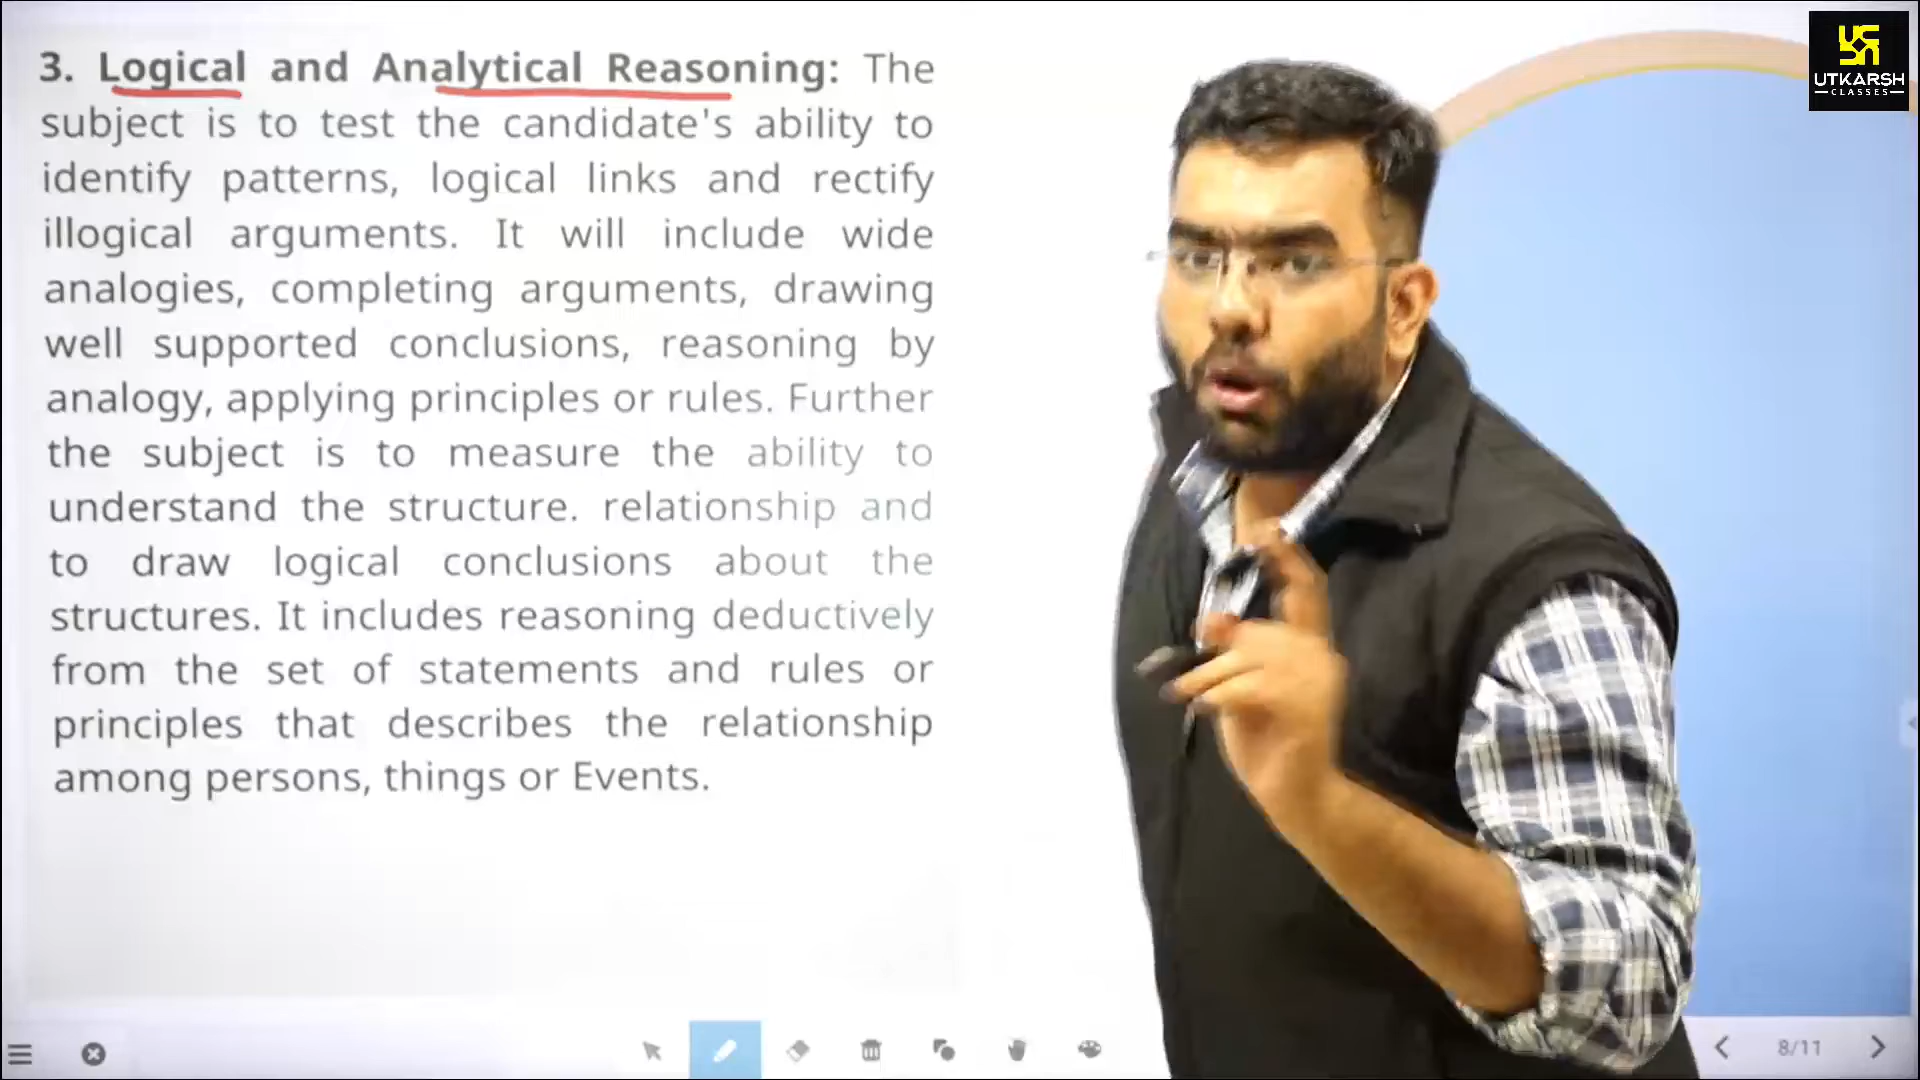 UTKARSH
CLASSES
3. Logical and Analytical Reasoning: The
subject is to test the candidate's ability to
identify patterns, logical links and rectify
illogical arguments. It will include wide
analogies, completing arguments, drawing
well supported conclusions, reasoning by
analogy, applying principles or rules. Further
the subject is to measure the ability to
understand the structure. relationship and
to draw logical conclusions about the
structures. It includes reasoning deductively
from the set of statements and rules or
principles that describes the relationship
among persons, things or Events.
8/11